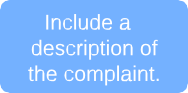 Include a
description of
the complaint.